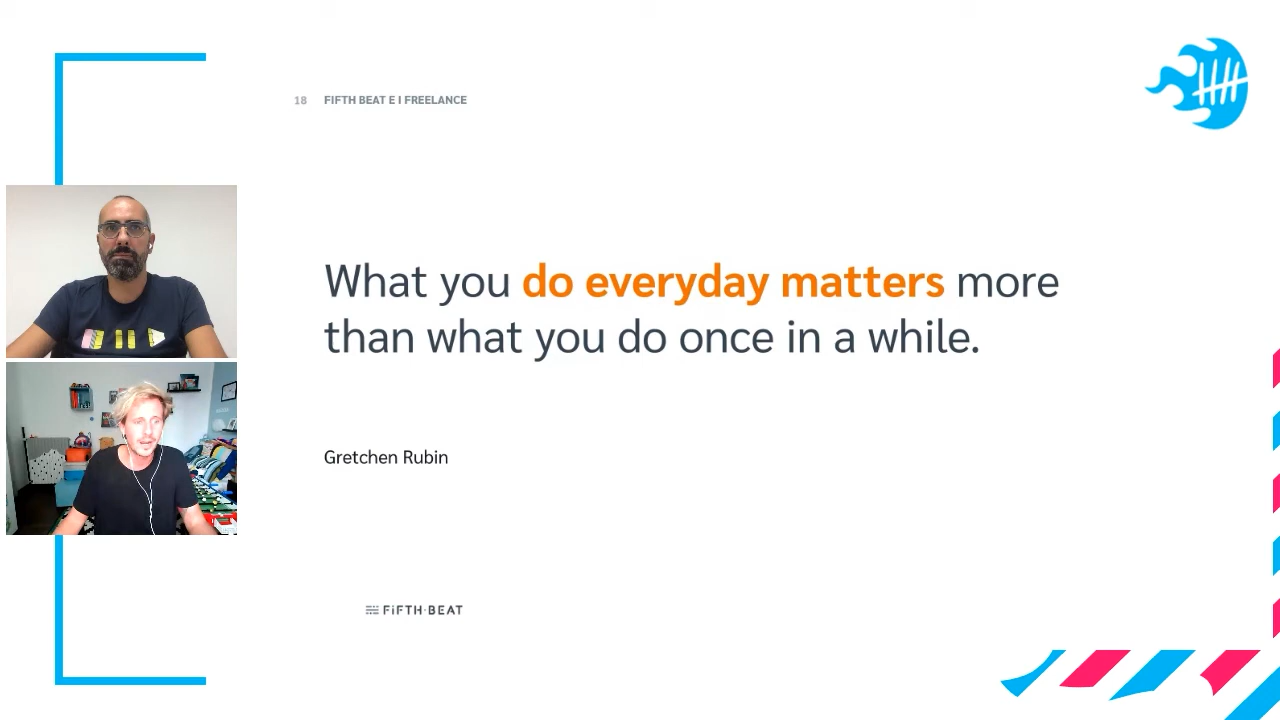 18 FIFTH BEAT E I FREELANCE
What you do everyday matters more
than what you do once in a while.
Gretchen Rubin
FiFTH·BEAT